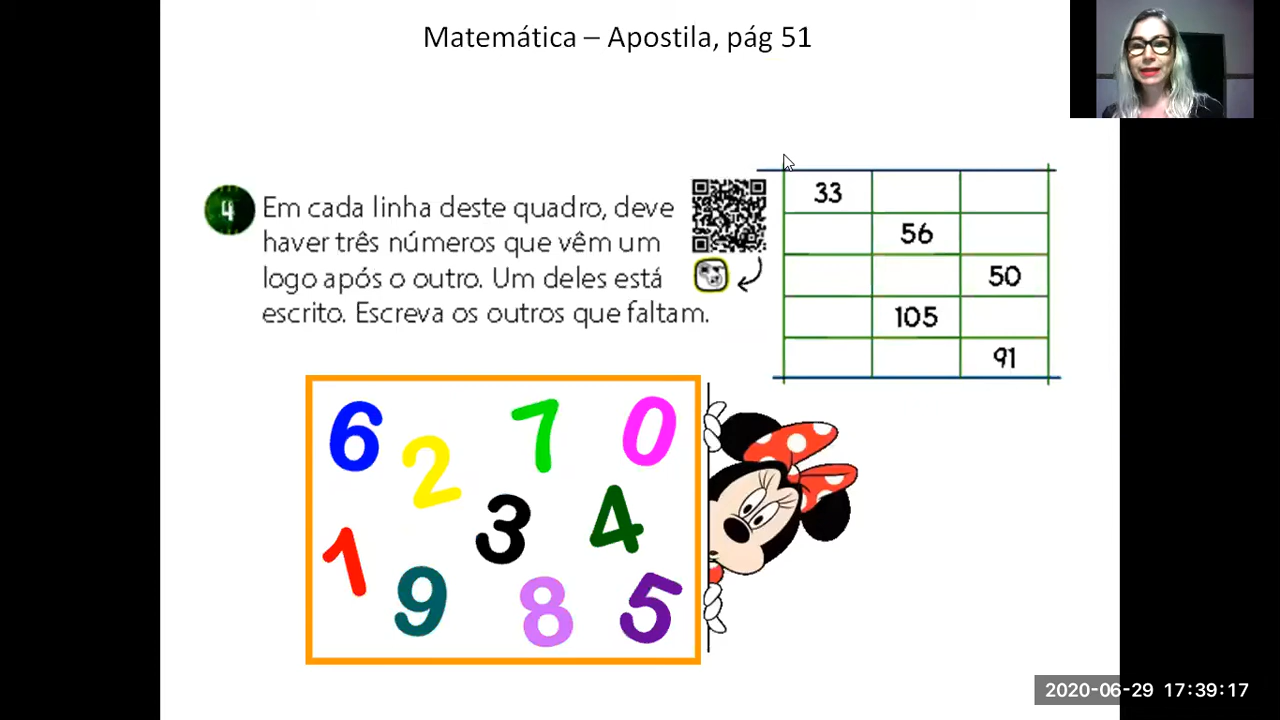 Matemática – Apostila, pág 51
4
Em cada linha deste quadro, deve
haver três números que vêm um
logo após o outro. Um deles está
escrito. Escreva os outros que faltam.
33
56
50
105
91
6 2 7 0
1 9 3 8 4 5
2020-06-29 17:39:17